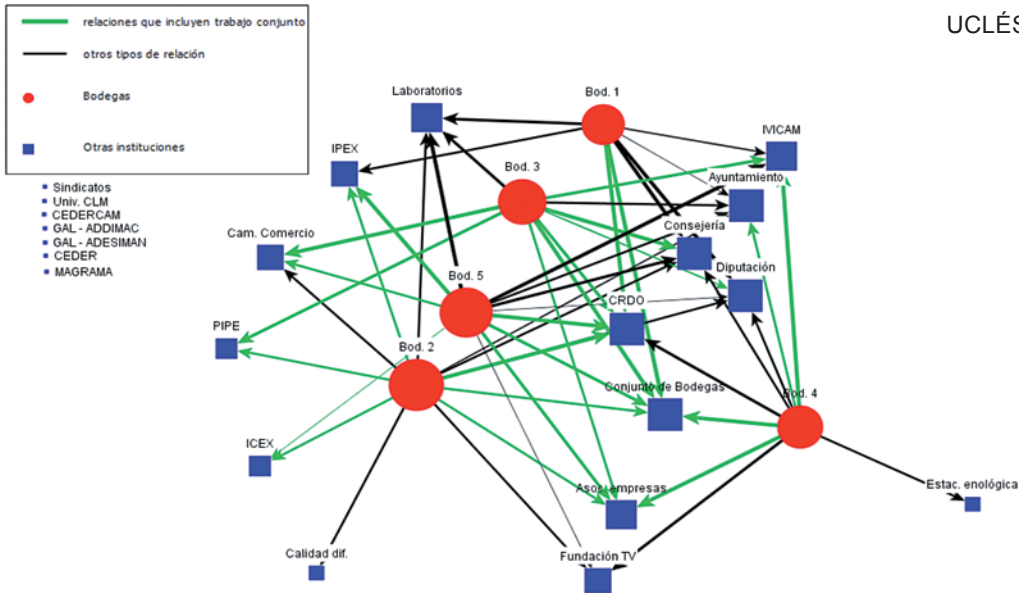 relaciones que incluyen trabajo conjunto
otros tipos de relación
Bodegas
Otras instituciones
UCLÉS
Sindicatos
Univ. CLM
CEDERCAM
GAL - ADDIMAC
GAL - ADESIMAN
CEDER
MAGRAMA
Laboratorios
Bod. 1
IVICAM
IPEX
Bod. 3
Ayuntamiento
Cam. Comercio
Consejería
Bod. 5
Diputación
CRDO
PIPE
Bod. 2
Conjunto de Bodegas
Bod. 4
ICEX
Asoc. empresas
Estac. enológica
Calidad dif.
Fundación TV